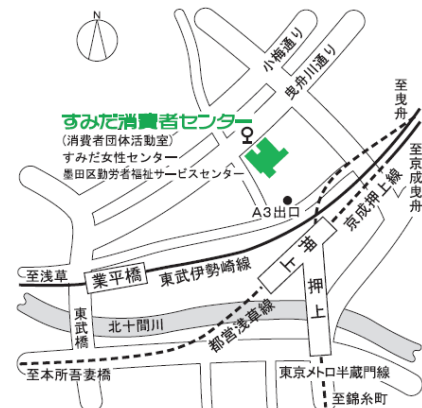 N
小梅通り
曳舟川通り
至曳舟
至京成曳舟
すみだ消費者センター
(消費者団体活動室)
すみだ女性センター
墨田区勤労者福祉サービスセンター
A3出口
京成押上線
押上
至浅草
業平橋
東武伊勢崎線
押上
東武橋
北十間川
都営浅草線
至本所吾妻橋
東京メトロ半蔵門線
至錦糸町